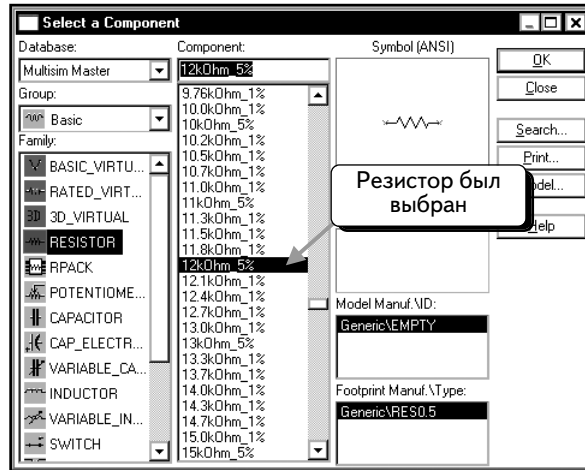 Select a Component
Database:
Multisim Master
Group:
Basic
Family:
BASIC_VIRTU...
RATED_VIRT...
3D_VIRTUAL
RESISTOR
RPACK
POTENTIOME...
CAPACITOR
CAP_ELECTR...
VARIABLE_CA...
INDUCTOR
VARIABLE_IN...
SWITCH
Component:
12kOhm_5%
9.76kOhm_1%
10.0kOhm_1%
10kOhm_5%
10.2kOhm_1%
10.5kOhm_1%
10.7kOhm_1%
11.0kOhm_1%
11kOhm_5%
11.3kOhm_1%
11.5kOhm_1%
11.8kOhm_1%
12kOhm_5%
12.1kOhm_1%
12.4kOhm_1%
12.7kOhm_1%
13.0kOhm_1%
13kOhm_5%
13.3kOhm_1%
13.7kOhm_1%
14.0kOhm_1%
14.3kOhm_1%
14.7kOhm_1%
15.0kOhm_1%
15kOhm_5%
Symbol (ANSI)
Резистор был
выбран
Model Manuf.\ID:
Generic\EMPTY
Footprint Manuf.\Type:
Generic\RES0.5
OK
Close
Search...
Print...
odel...
Help